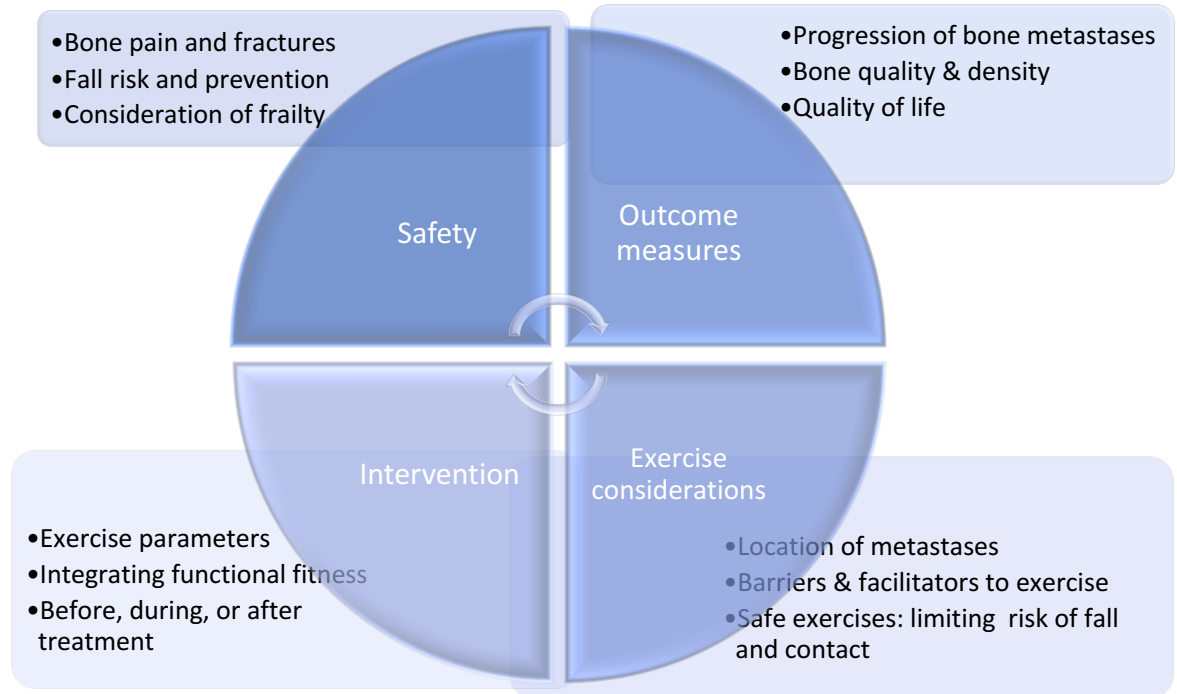 •Bone pain and fractures
•Fall risk and prevention
•Consideration of frailty
•Progression of bone metastases
•Bone quality & density
•Quality of life
Safety
Outcome
measures
Intervention
Exercise
considerations
•Exercise parameters
•Integrating functional fitness
•Before, during, or after
treatment
•Location of metastases
•Barriers & facilitators to exercise
•Safe exercises: limiting  risk of fall
and contact